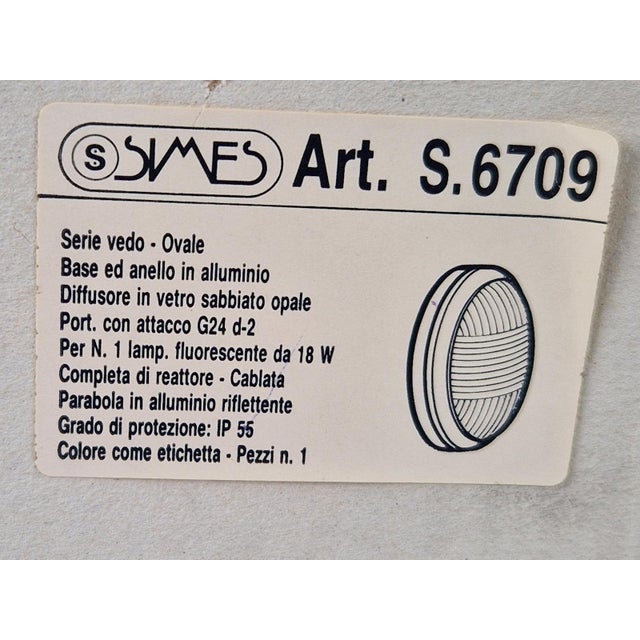 S SIMES Art. S.6709
Serie vedo - Ovale
Base ed anello in alluminio
Diffusore in vetro sabbiato opale
Port. con attacco G24 d-2
Per N. 1 lamp. fluorescente da 18 W
Completa di reattore - Cablata
Parabola in alluminio riflettente
Grado di protezione: IP 55
Colore come etichetta - Pezzi n. 1